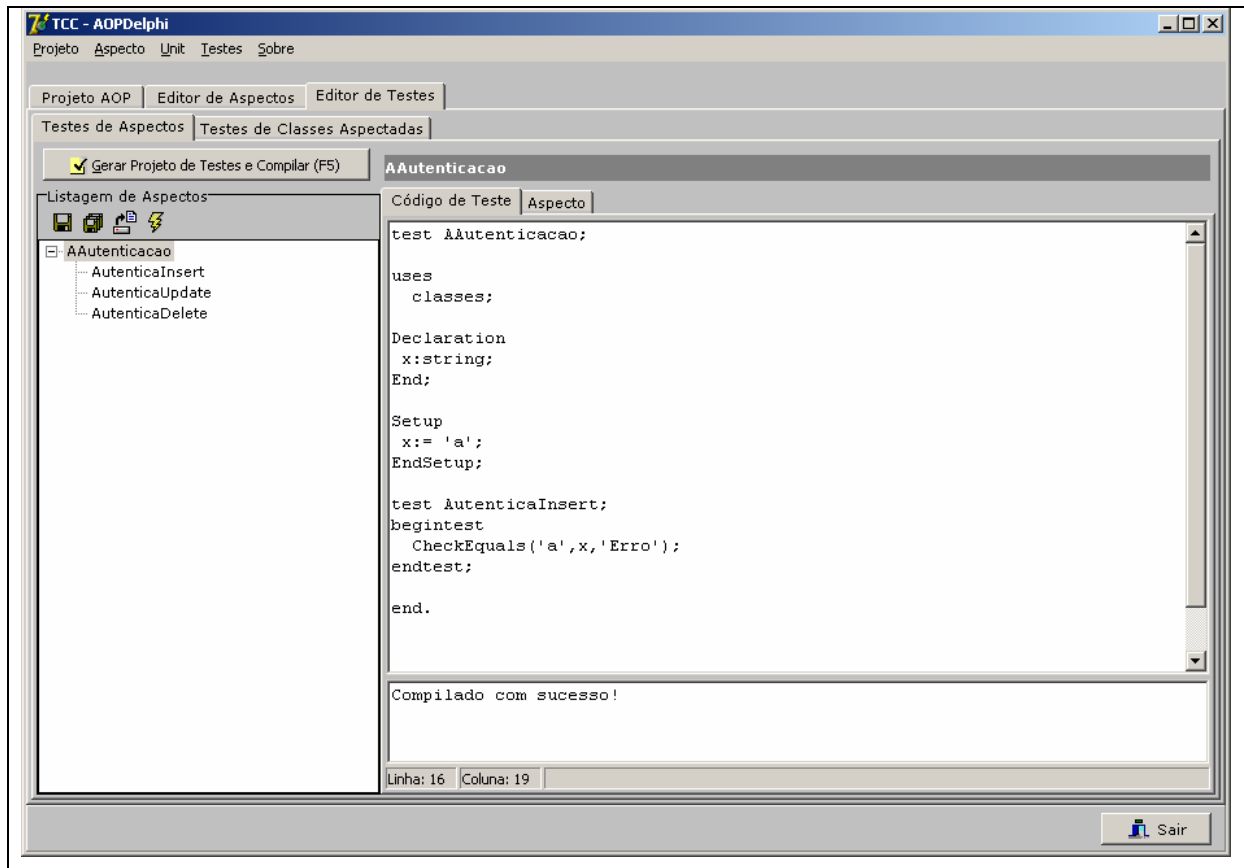 TCC - AOPDelphi
Projeto Aspecto Unit Testes Sobre
Projeto AOP Editor de Aspectos Editor de Testes
Testes de Aspectos Testes de Classes Aspectadas
Gerar Projeto de Testes e Compilar (F5)
AAutenticacao
Listagem de Aspectos
AAutenticacao
AutenticaInsert
AutenticaUpdate
AutenticaDelete
Código de Teste Aspecto
test AAutenticacao;
uses
classes;
Declaration
x:string;
End;
Setup
x:= 'a';
EndSetup;
test AutenticaInsert;
begintest
CheckEquals('a',x,'Erro');
endtest;
end.
Compilado com sucesso!
Linha: 16 Coluna: 19
Sair